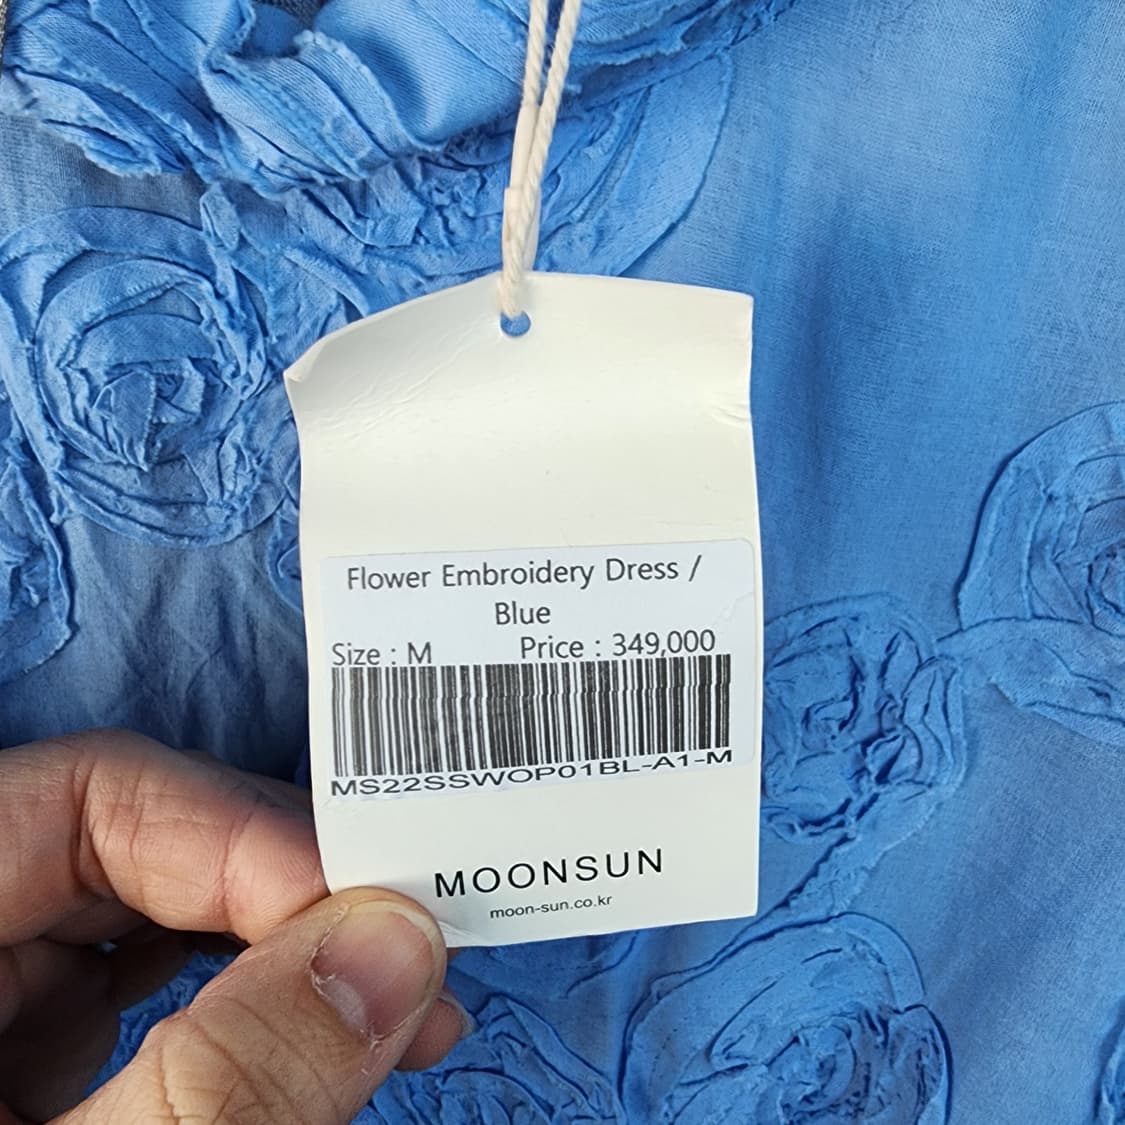 Flower Embroidery Dress /
Blue
Size : M Price : 349,000
MS22SSWOP01BL-A1-M
MOONSUN
moon-sun.co.kr